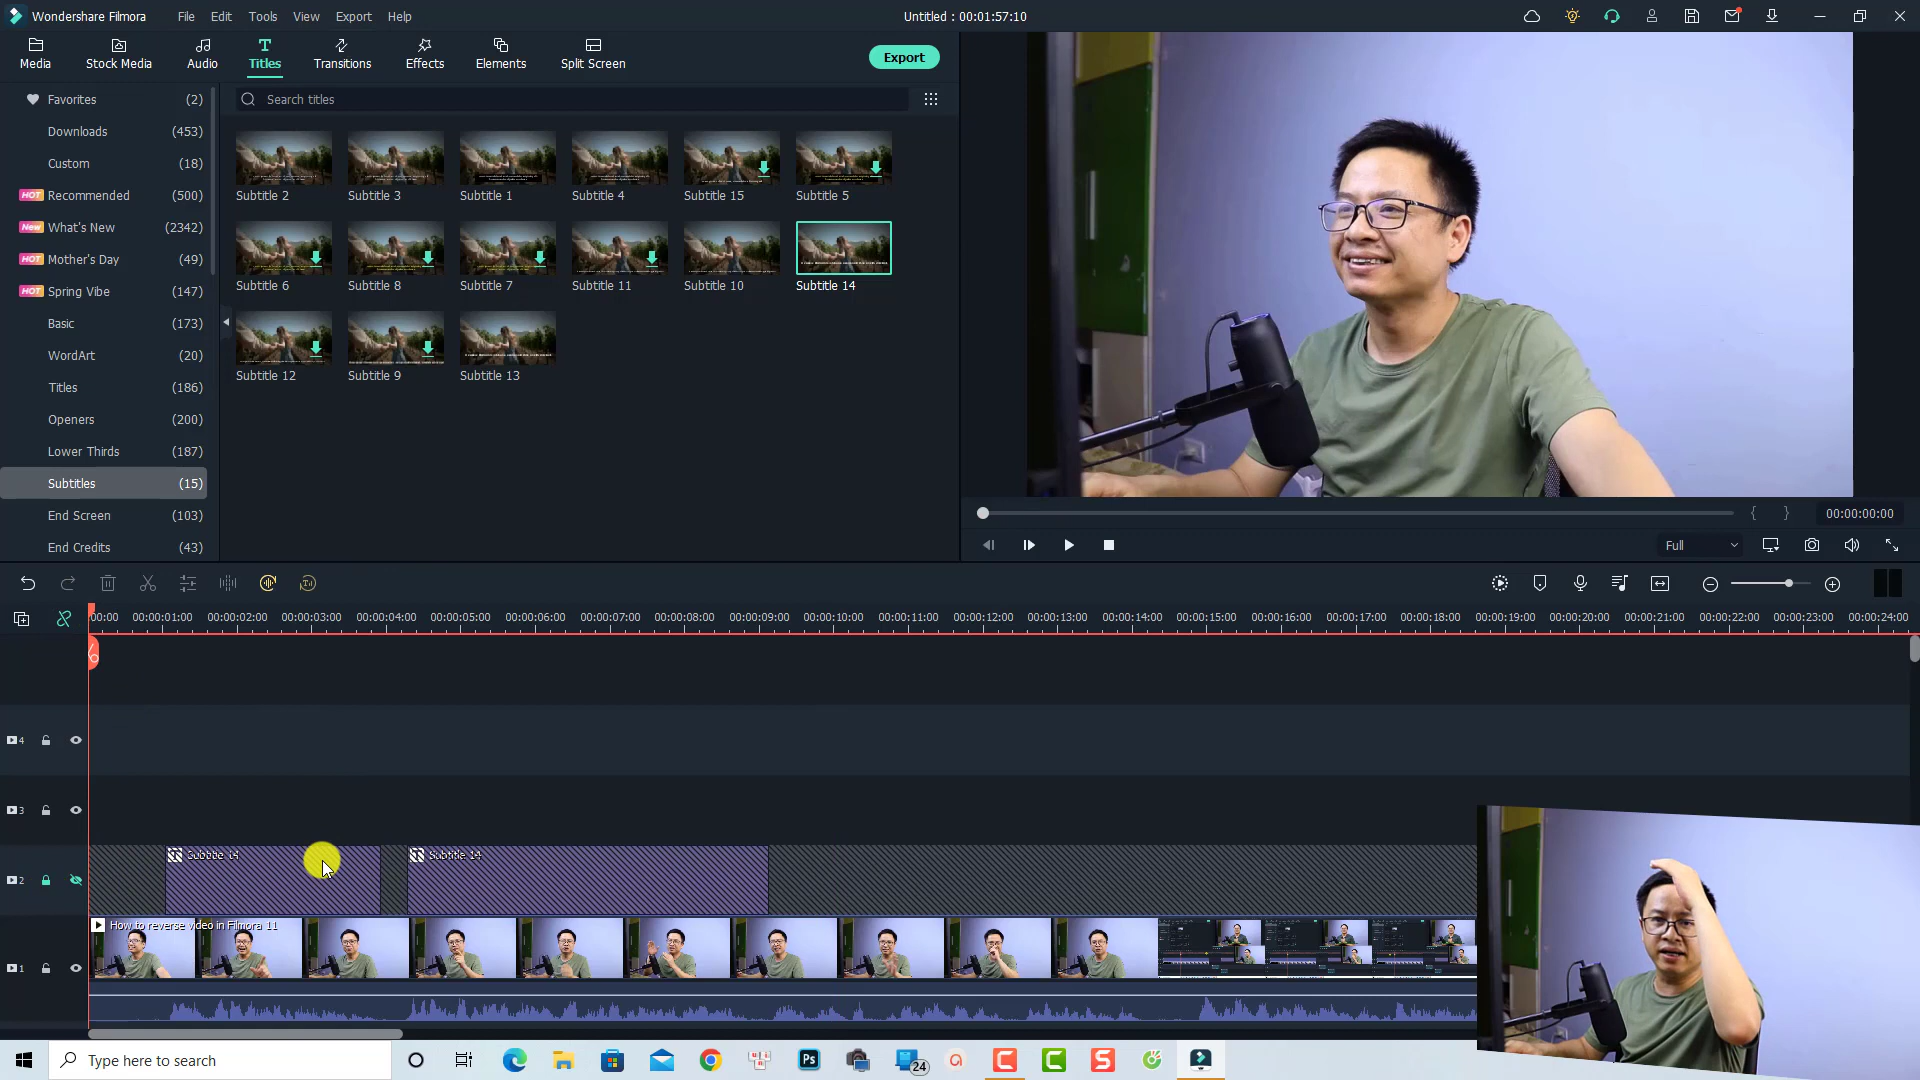 Wondershare Filmora
File
Edit
Tools
View
Export
Help
Untitled : 00:01:57:10
Media
Stock Media
Audio
Titles
Transitions
Effects
Elements
Split Screen
Export
Favorites (2)
Downloads (453)
Custom (18)
HOT Recommended (500)
New What's New (2342)
HOT Mother's Day (49)
HOT Spring Vibe (147)
Basic (173)
WordArt (20)
Titles (186)
Openers (200)
Lower Thirds (187)
Subtitles (15)
End Screen (103)
End Credits (43)
Search titles
Subtitle 2
Subtitle 3
Subtitle 1
Subtitle 4
Subtitle 15
Subtitle 5
Subtitle 6
Subtitle 8
Subtitle 7
Subtitle 11
Subtitle 10
Subtitle 14
Subtitle 12
Subtitle 9
Subtitle 13
{ }
00:00:00:00
Full
00:00 00:00:01:00 00:00:02:00 00:00:03:00 00:00:04:00 00:00:05:00 00:00:06:00 00:00:07:00 00:00:08:00 00:00:09:00 00:00:10:00 00:00:11:00 00:00:12:00 00:00:13:00 00:00:14:00 00:00:15:00 00:00:16:00 00:00:17:00 00:00:18:00 00:00:19:00 00:00:20:00 00:00:21:00 00:00:22:00 00:00:23:00 00:00:24:00
4
3
2
Subtitle 14
Subtitle 14
How to reverse video in Filmora 11
1
Type here to search
Ps
24